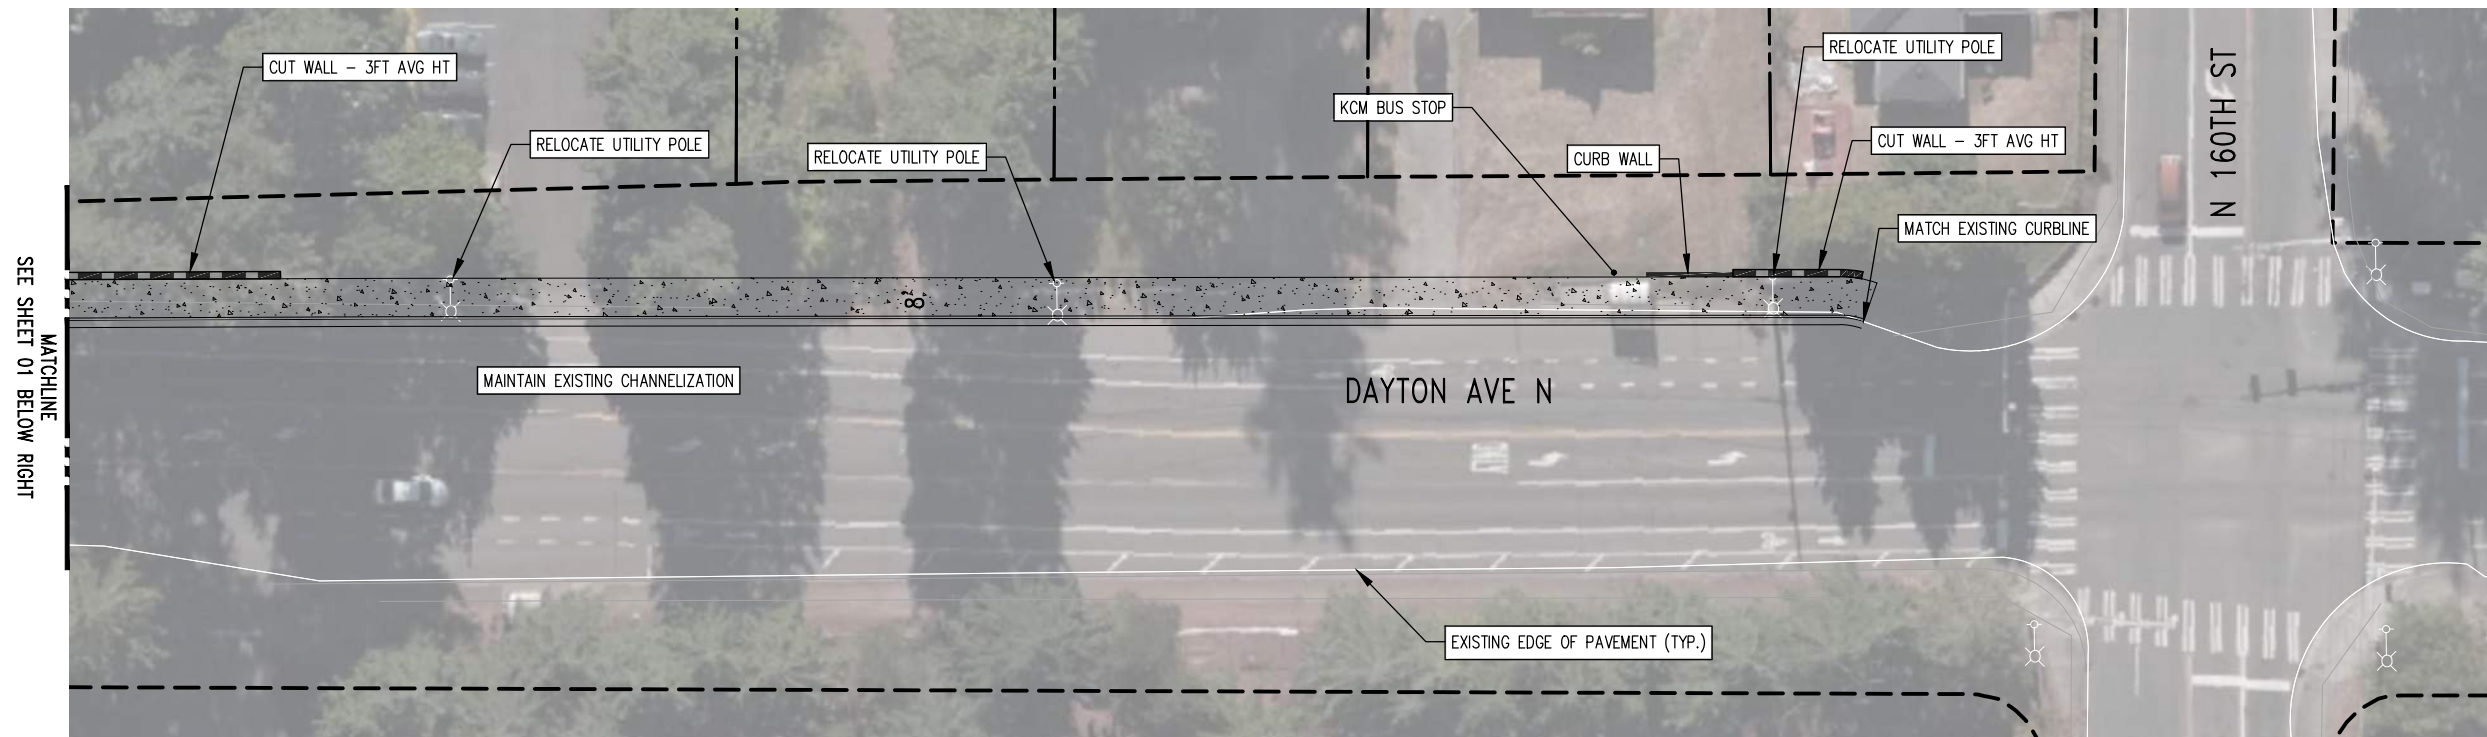 CUT WALL - 3FT AVG HT
RELOCATE UTILITY POLE
RELOCATE UTILITY POLE
KCM BUS STOP
CURB WALL
RELOCATE UTILITY POLE
CUT WALL - 3FT AVG HT
MATCH EXISTING CURBLINE
N 160TH ST
MATCHLINE
SEE SHEET 01 BELOW RIGHT
8'
MAINTAIN EXISTING CHANNELIZATION
DAYTON AVE N
EXISTING EDGE OF PAVEMENT (TYP.)